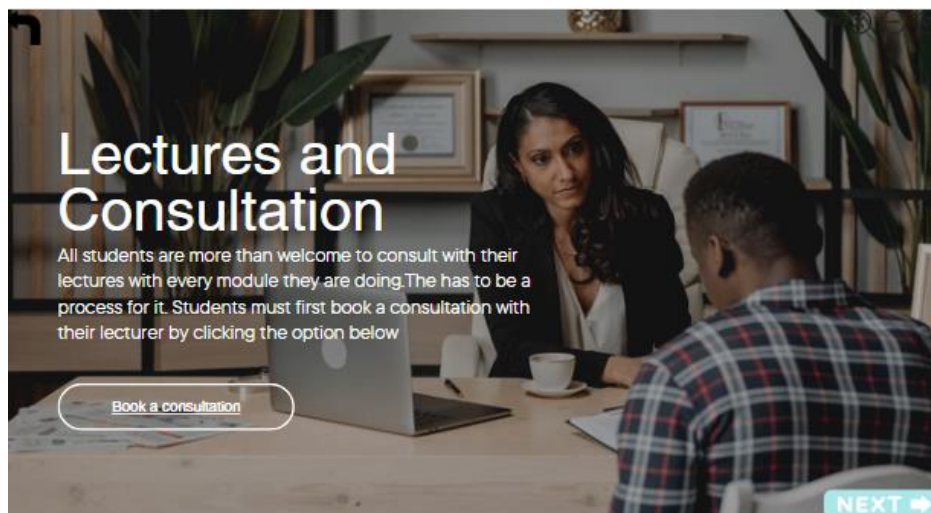 Lectures and
Consultation
All students are more than welcome to consult with their
lectures with every module they are doing.The has to be a
process for it. Students must first book a consultation with
their lecturer by clicking the option below
Book a consultation
NEXT